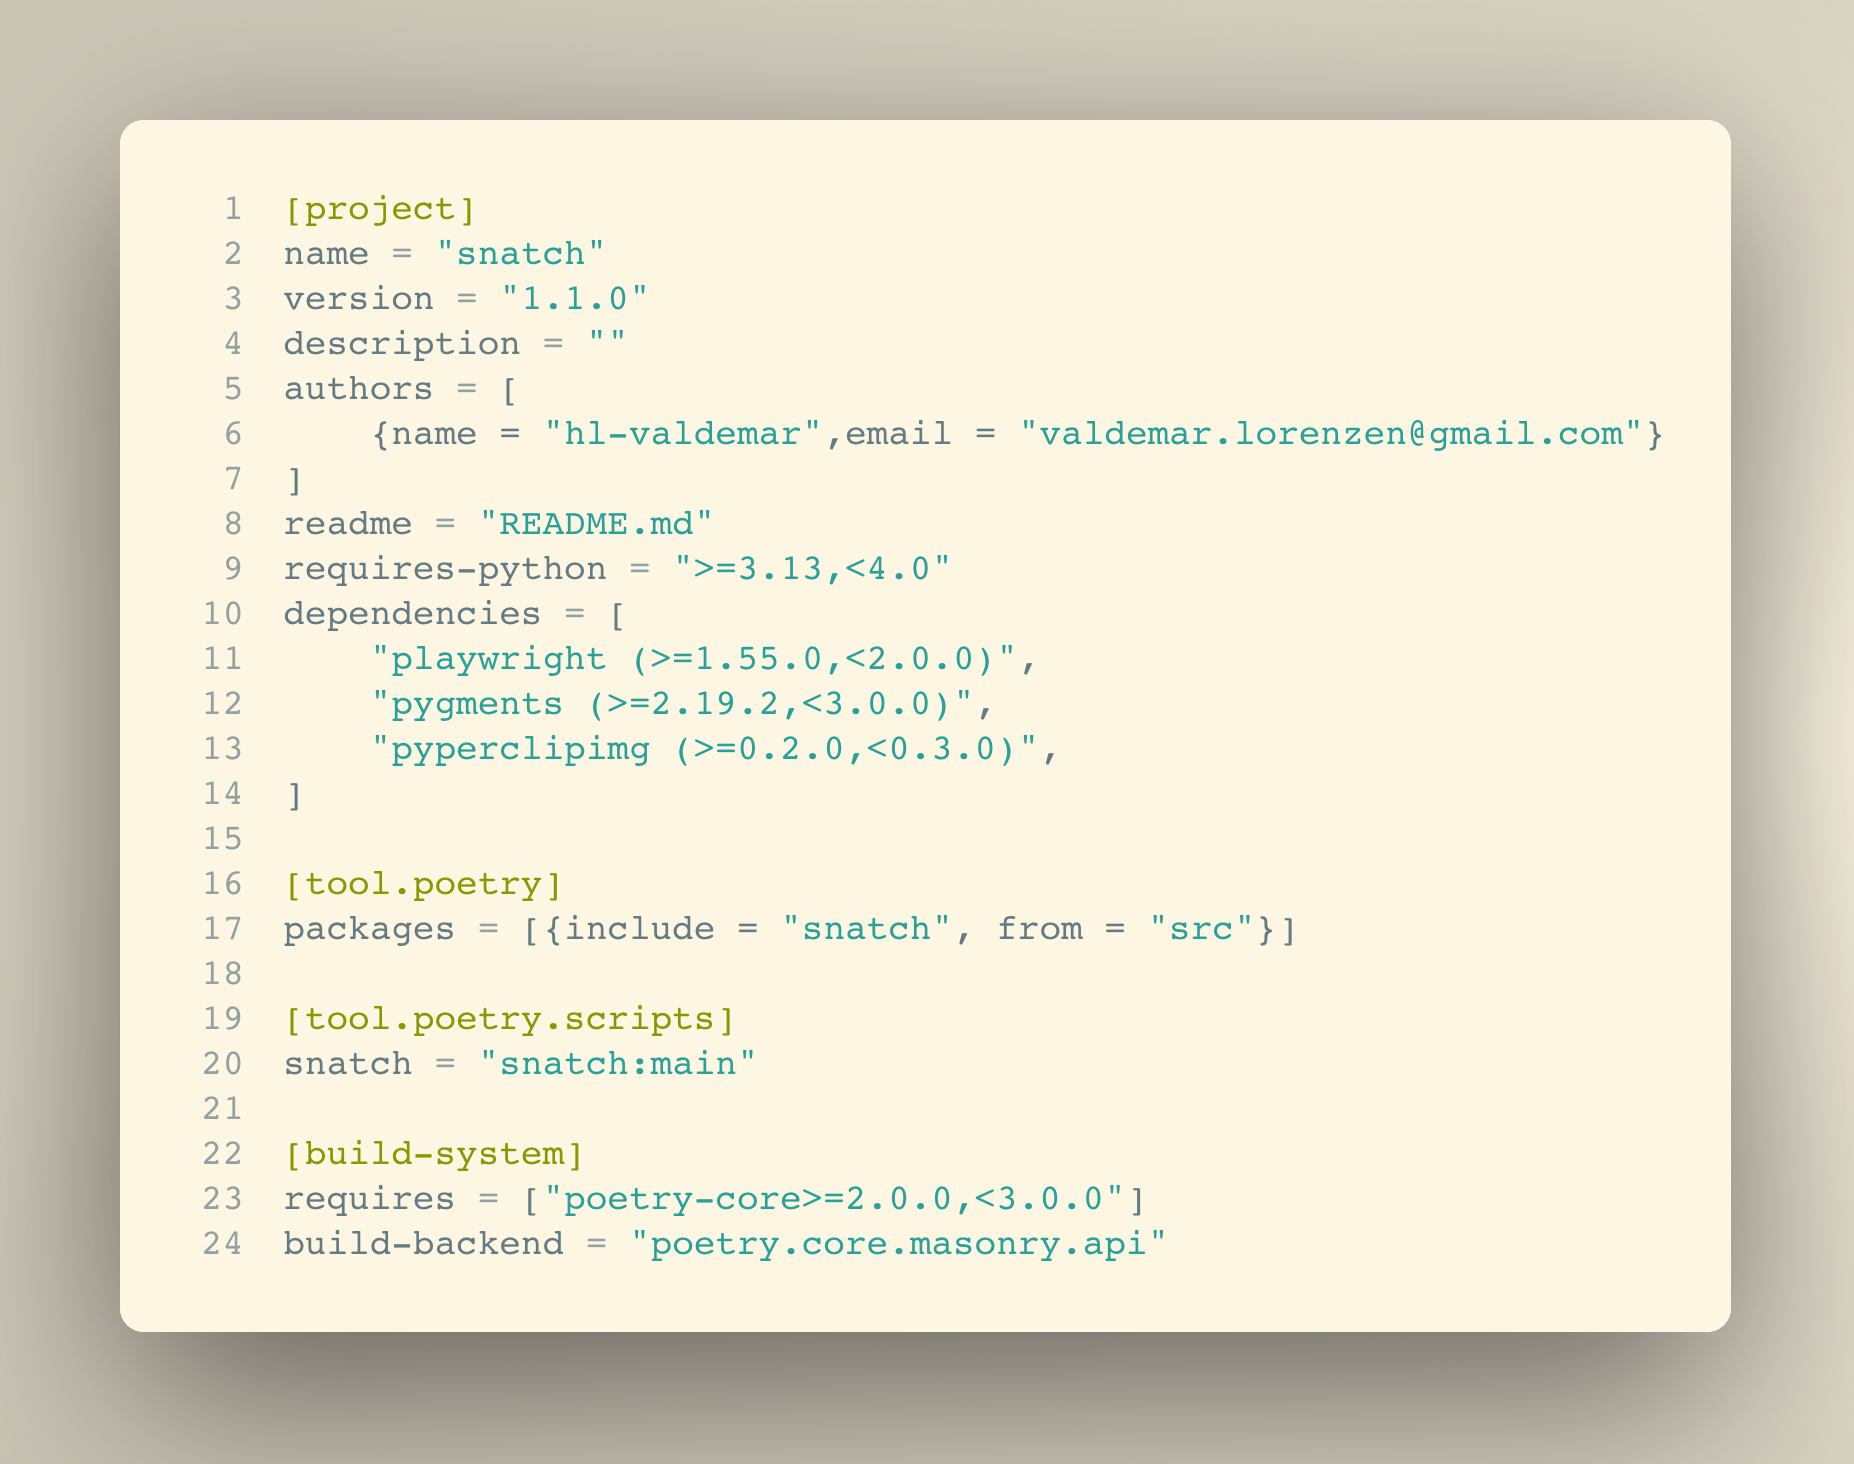 1 [project]
2 name = "snatch"
3 version = "1.1.0"
4 description = ""
5 authors = [
6     {name = "hl-valdemar",email = "valdemar.lorenzen@gmail.com"}
7 ]
8 readme = "README.md"
9 requires-python = ">=3.13,<4.0"
10 dependencies = [
11     "playwright (>=1.55.0,<2.0.0)",
12     "pygments (>=2.19.2,<3.0.0)",
13     "pyperclipimg (>=0.2.0,<0.3.0)",
14 ]
15
16 [tool.poetry]
17 packages = [{include = "snatch", from = "src"}]
18
19 [tool.poetry.scripts]
20 snatch = "snatch:main"
21
22 [build-system]
23 requires = ["poetry-core>=2.0.0,<3.0.0"]
24 build-backend = "poetry.core.masonry.api"